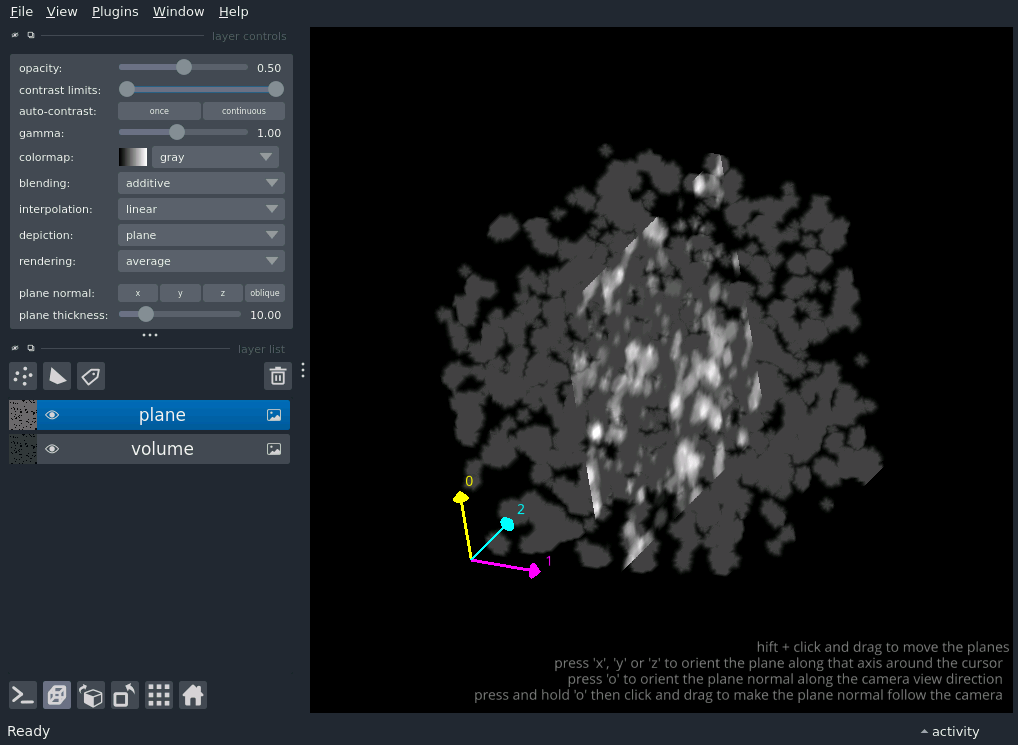 File View Plugins Window Help
layer controls
opacity: 0.50
contrast limits:
auto-contrast: once continuous
gamma: 1.00
colormap: gray
blending: additive
interpolation: linear
depiction: plane
rendering: average
plane normal: x y z oblique
plane thickness: 10.00
layer list
plane
volume
0
2
1
hift + click and drag to move the planes
press 'x', 'y' or 'z' to orient the plane along that axis around the cursor
press 'o' to orient the plane normal along the camera view direction
press and hold 'o' then click and drag to make the plane normal follow the camera
Ready
activity